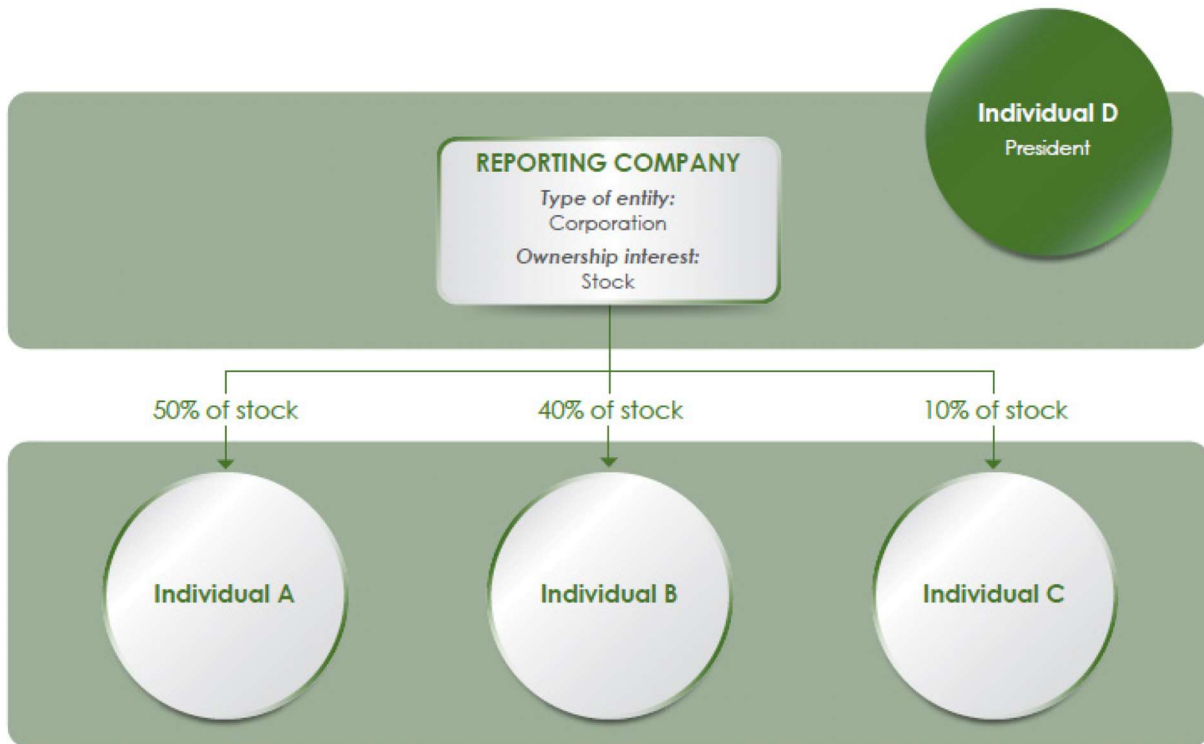 Individual D
President
REPORTING COMPANY
Type of entity:
Corporation
Ownership interest:
Stock
50% of stock
40% of stock
10% of stock
Individual A
Individual B
Individual C